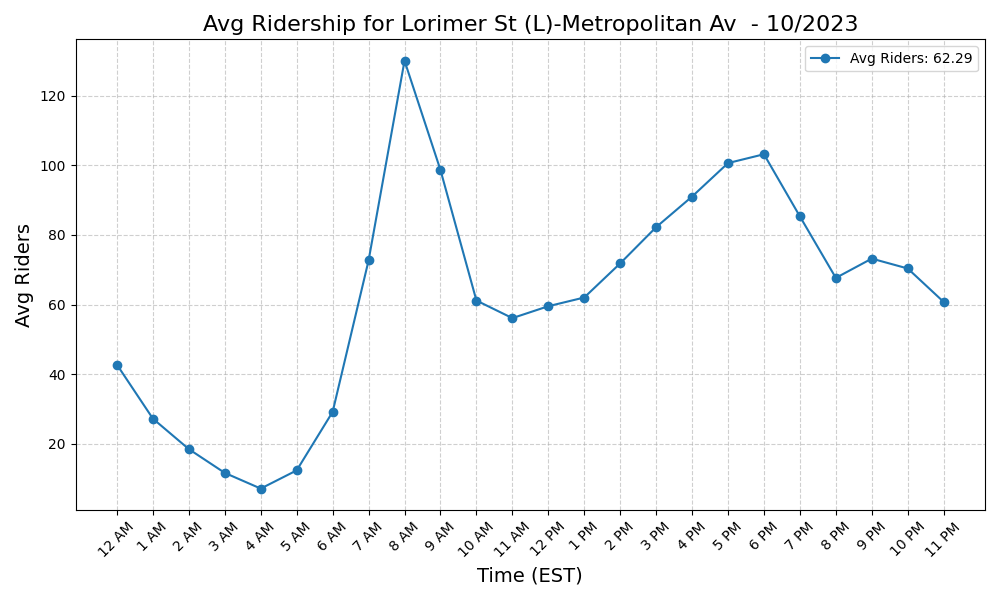 Avg Ridership for Lorimer St (L)-Metropolitan Av  - 10/2023
Avg Riders: 62.29
Avg Riders
120
100
80
60
40
20
12 AM
1 AM
2 AM
3 AM
4 AM
5 AM
6 AM
7 AM
8 AM
9 AM
10 AM
11 AM
12 PM
1 PM
2 PM
3 PM
4 PM
5 PM
6 PM
7 PM
8 PM
9 PM
10 PM
11 PM
Time (EST)